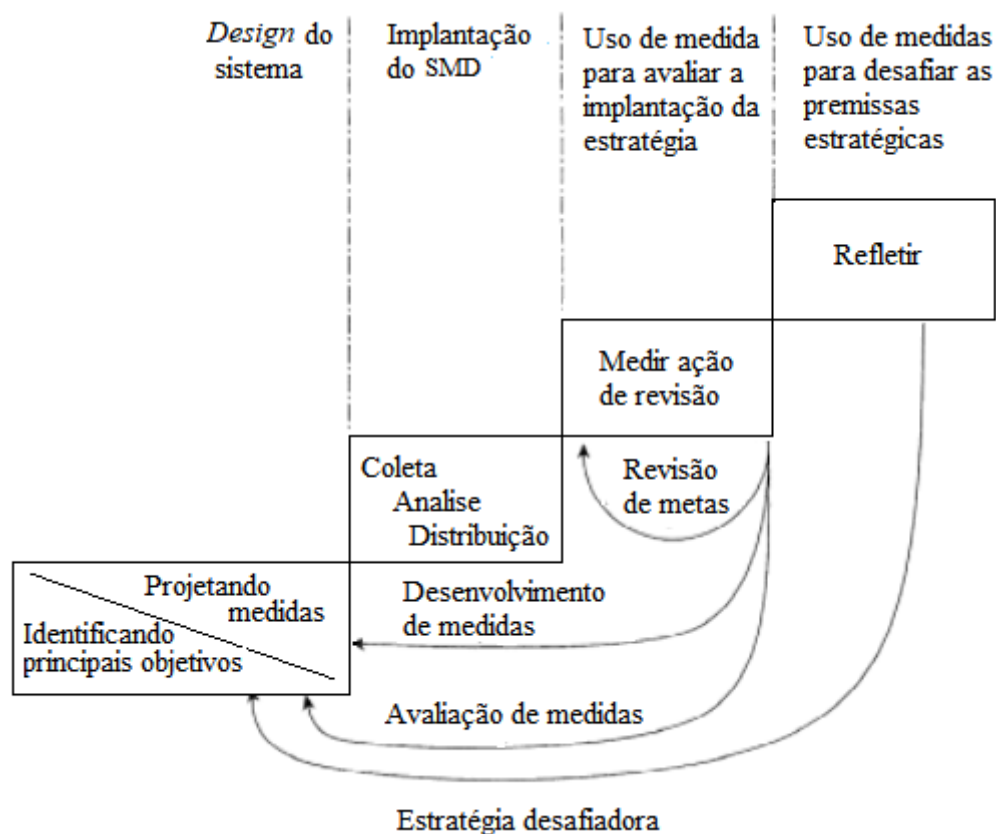 Design do
sistema
Implantação
do SMD
Uso de medida
para avaliar a
implantação da
estratégia
Uso de medidas
para desafiar as
premissas
estratégicas
Refletir
Medir ação
de revisão
Revisão
de metas
Coleta
Analise
Distribuição
Projetando
medidas
Identificando
principais objetivos
Desenvolvimento
de medidas
Avaliação de medidas
Estratégia desafiadora